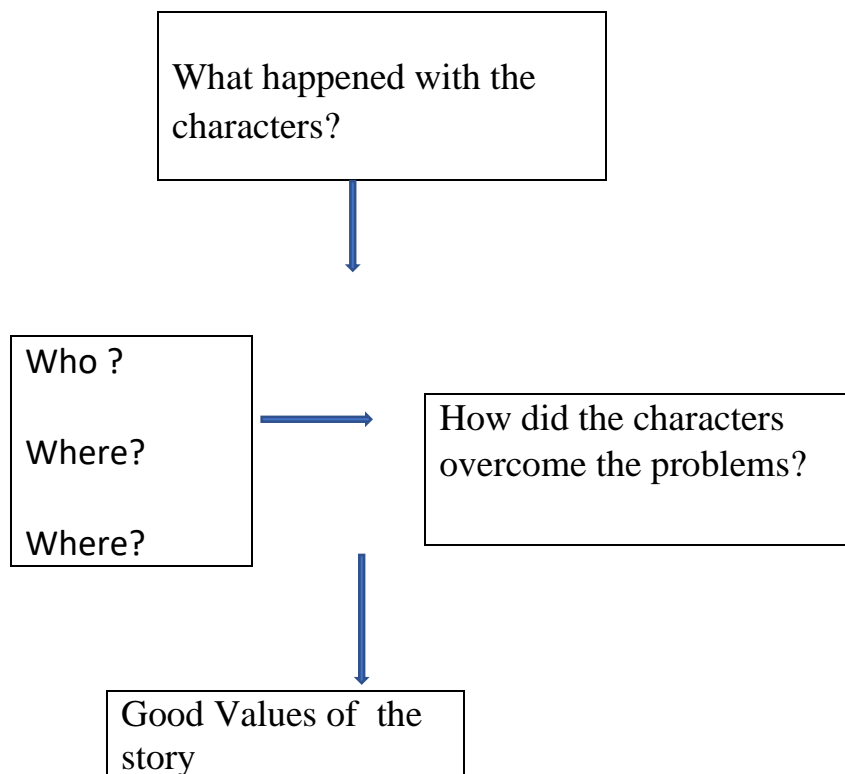 What happened with the
characters?
Who ?
Where?
Where?
How did the characters
overcome the problems?
Good Values of the
story